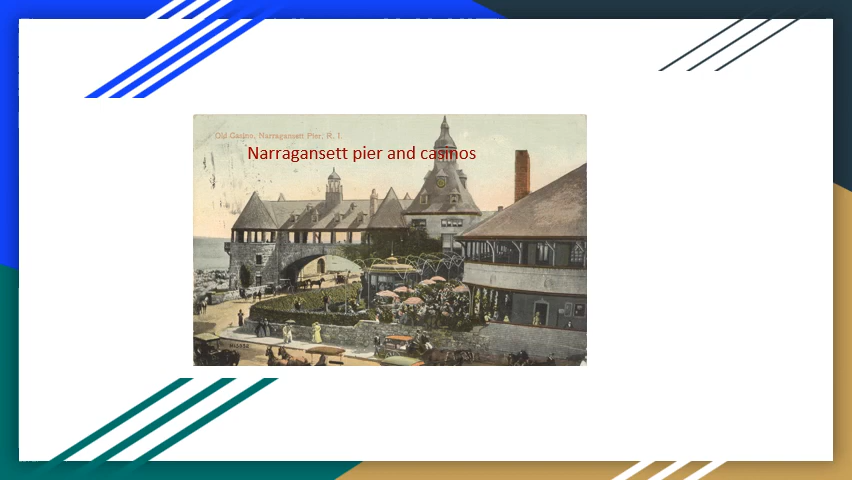 Old Casino, Narragansett Pier, R. I.
Narragansett pier and casinos